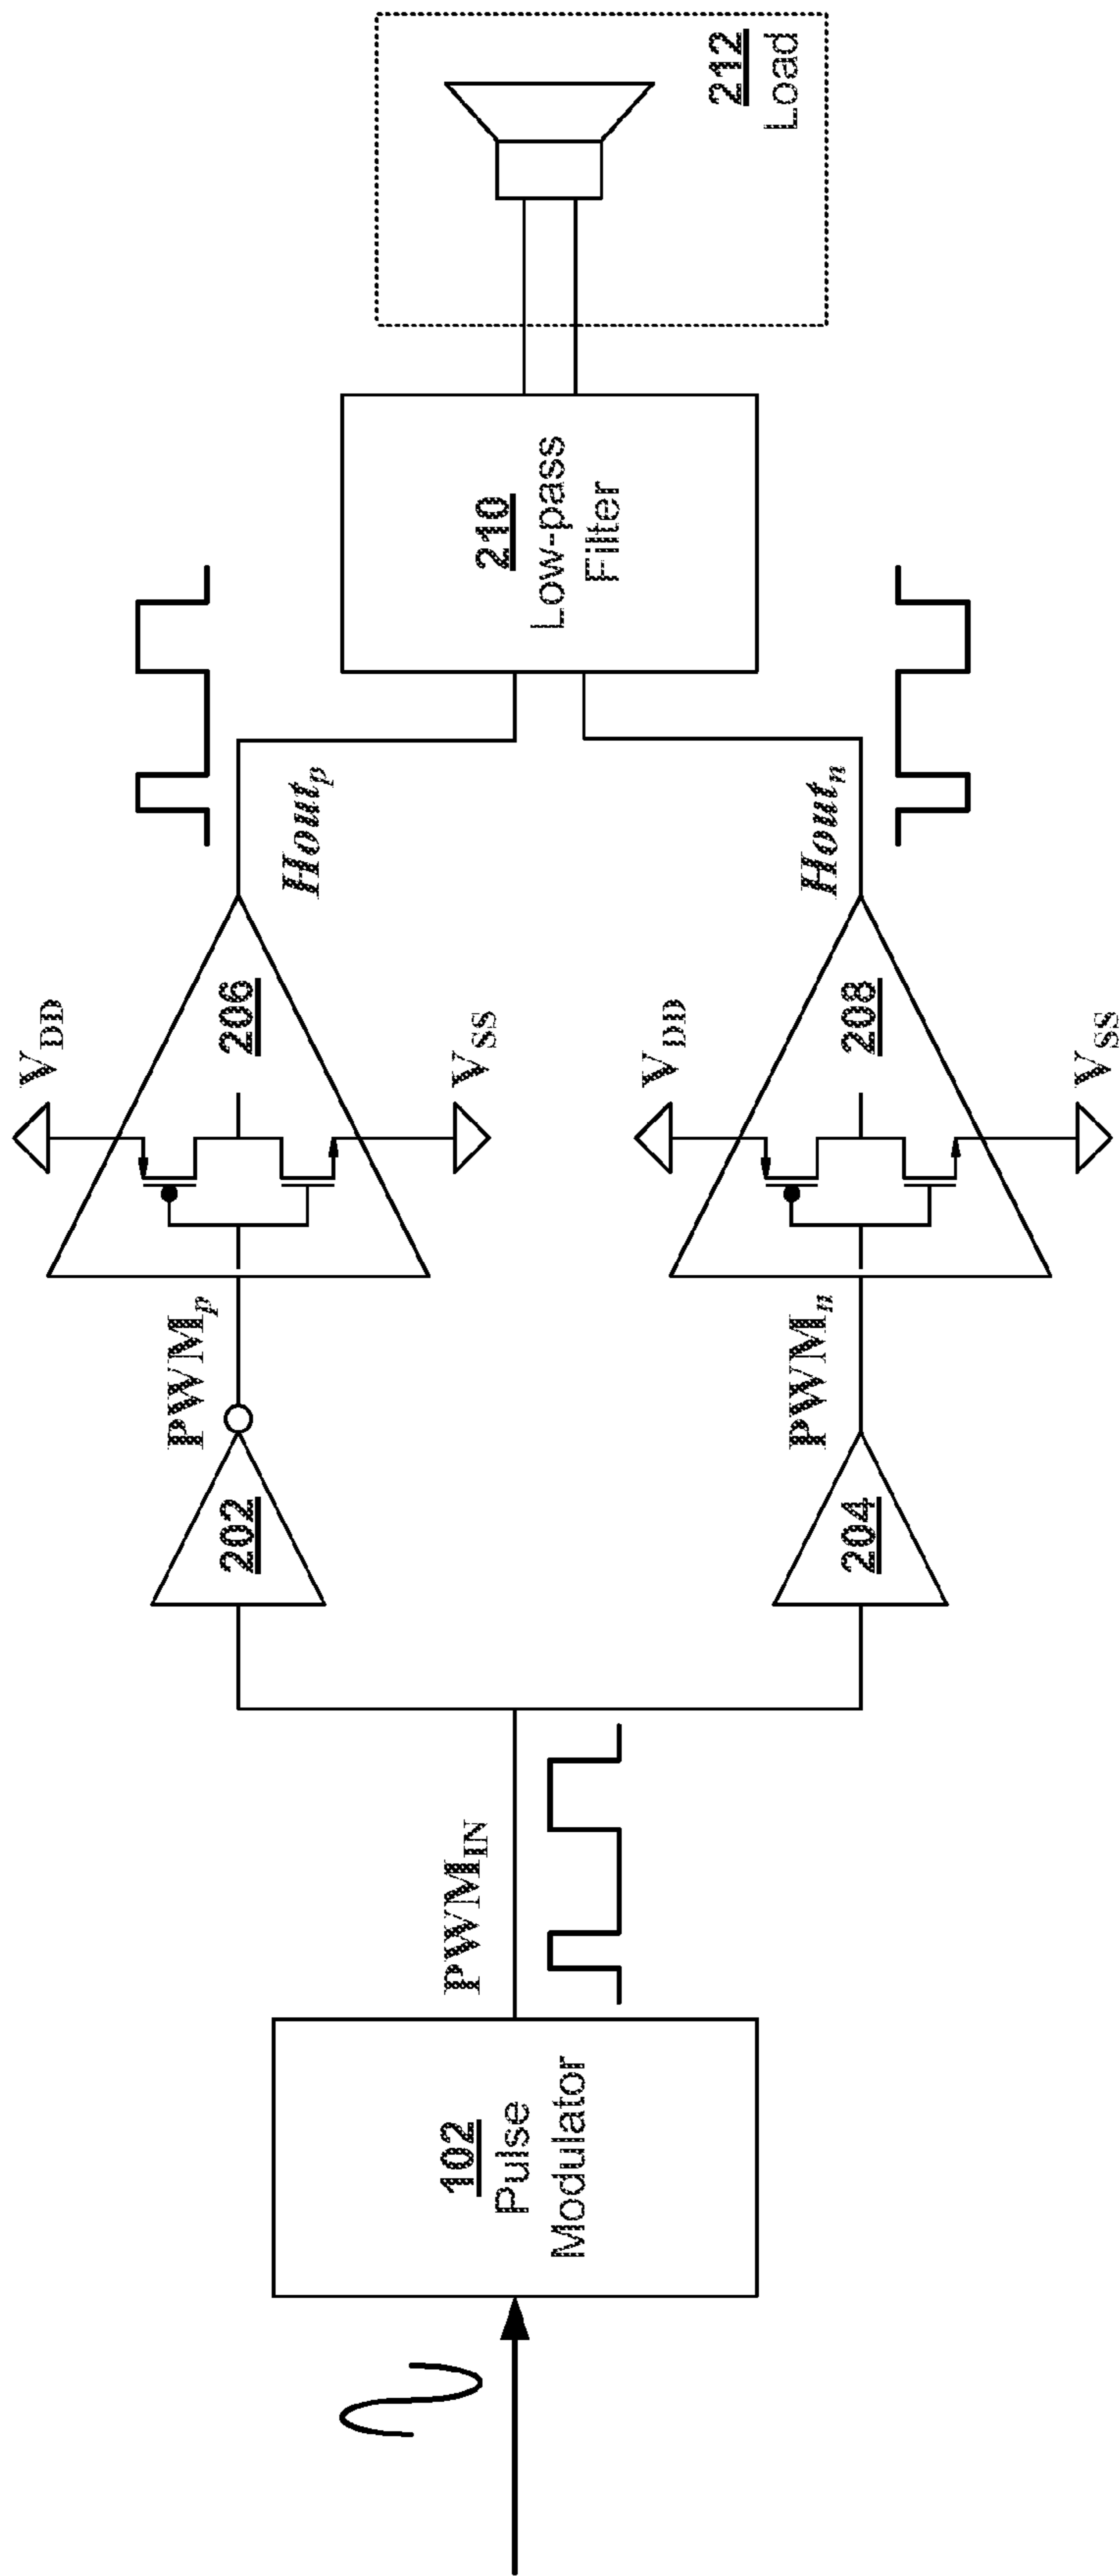 102
Pulse
Modulator
PWM_IN
202
204
PWM_p
PWM_n
V_DD
206
V_SS
V_DD
208
V_SS
Hout_p
Hout_n
210
Low-pass
Filter
212
Load